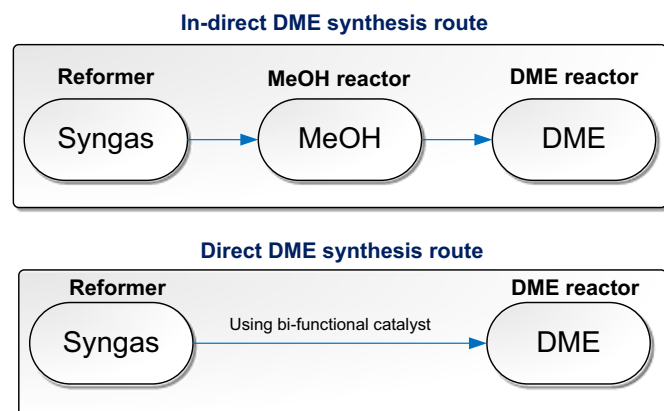 In-direct DME synthesis route
Reformer MeOH reactor DME reactor
Syngas MeOH DME
Direct DME synthesis route
Reformer DME reactor
Syngas Using bi-functional catalyst DME